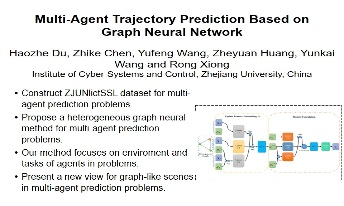 Multi-Agent Trajectory Prediction Based on
Graph Neural Network
Haozhe Du, Zhike Chen, Yufeng Wang, Zheyuan Huang, Yunkai
Wang and Rong Xiong
Institute of Cyber Systems and Control, Zhejiang University, China
• Construct ZJUNlictSSL dataset for multi-
agent prediction problems
• Propose a heterogeneous graph neural
method for multi agent prediction
problems.
• Our method focuses on enviroment and
tasks of agents in problems.
• Present a new view for graph-like sceness
in multi-agent prediction problems.